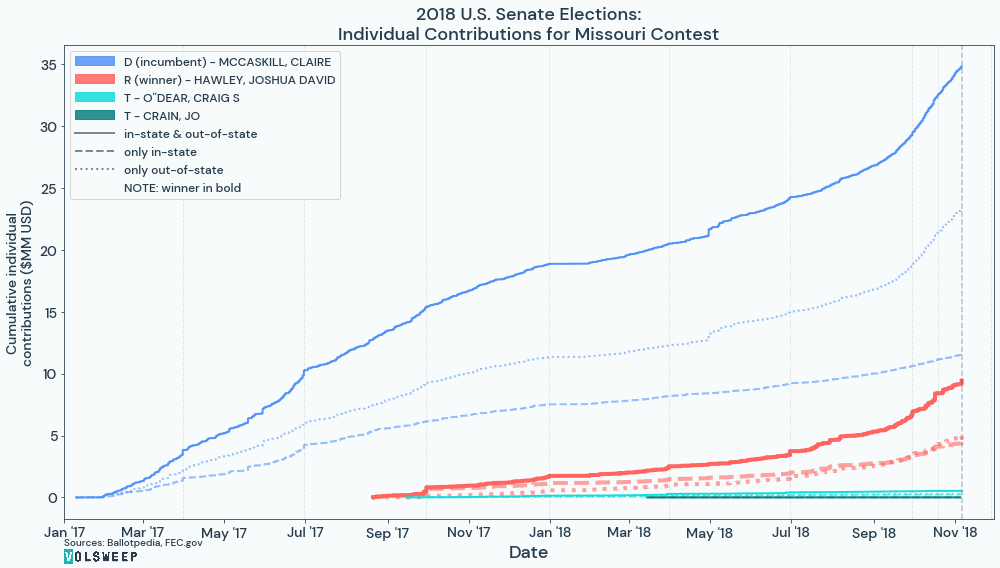 2018 U.S. Senate Elections:
Individual Contributions for Missouri Contest
D (incumbent) - MCCASKILL, CLAIRE
R (winner) - HAWLEY, JOSHUA DAVID
T - O"DEAR, CRAIG S
T - CRAIN, JO
in-state & out-of-state
only in-state
only out-of-state
NOTE: winner in bold
Cumulative individual
contributions ($MM USD)
35
30
25
20
15
10
5
0
Jan '17 Mar '17 May '17 Jul '17 Sep '17 Nov '17 Jan '18 Mar '18 May '18 Jul '18 Sep '18 Nov '18
Date
Sources: Ballotpedia, FEC.gov
VOLSWEEP